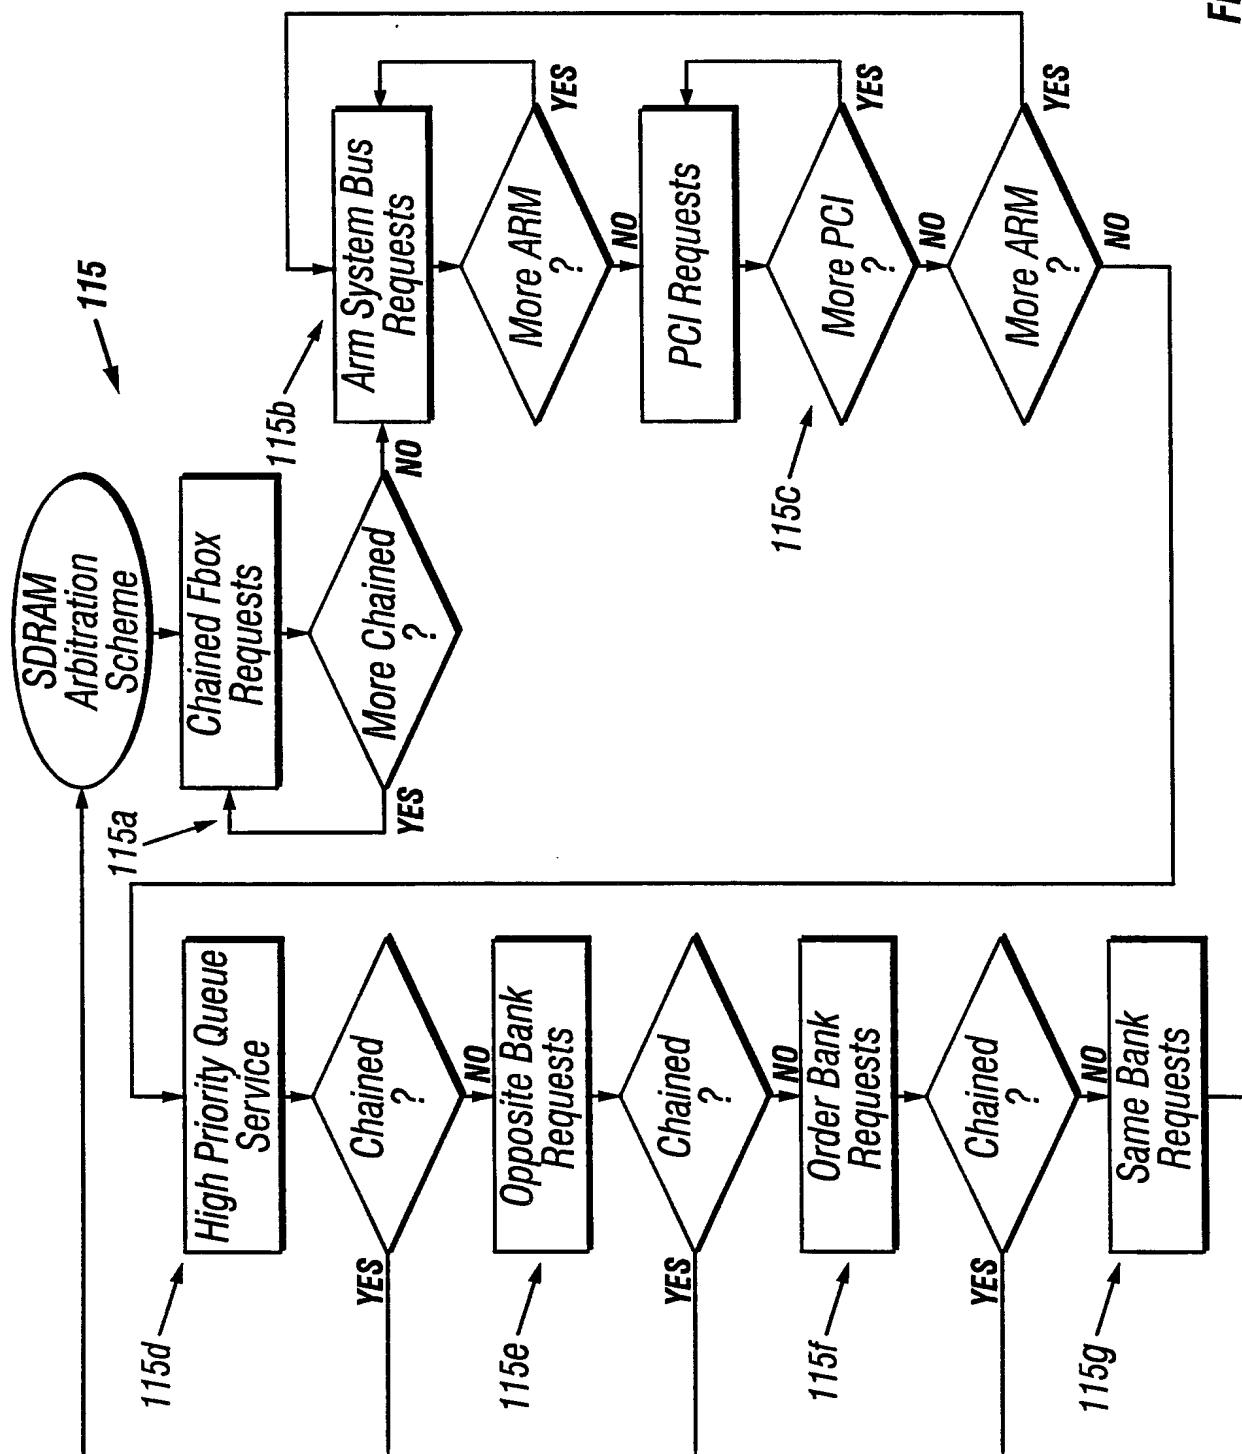 115
SDRAM
Arbitration
Scheme
115a
Chained Fbox
Requests
More Chained
?
YES
NO
115b
Arm System Bus
Requests
More ARM
?
YES
NO
PCI Requests
115c
More PCI
?
YES
NO
More ARM
?
YES
NO
115d
High Priority Queue
Service
Chained
?
YES
NO
115e
Opposite Bank
Requests
Chained
?
YES
NO
115f
Order Bank
Requests
Chained
?
YES
NO
115g
Same Bank
Requests